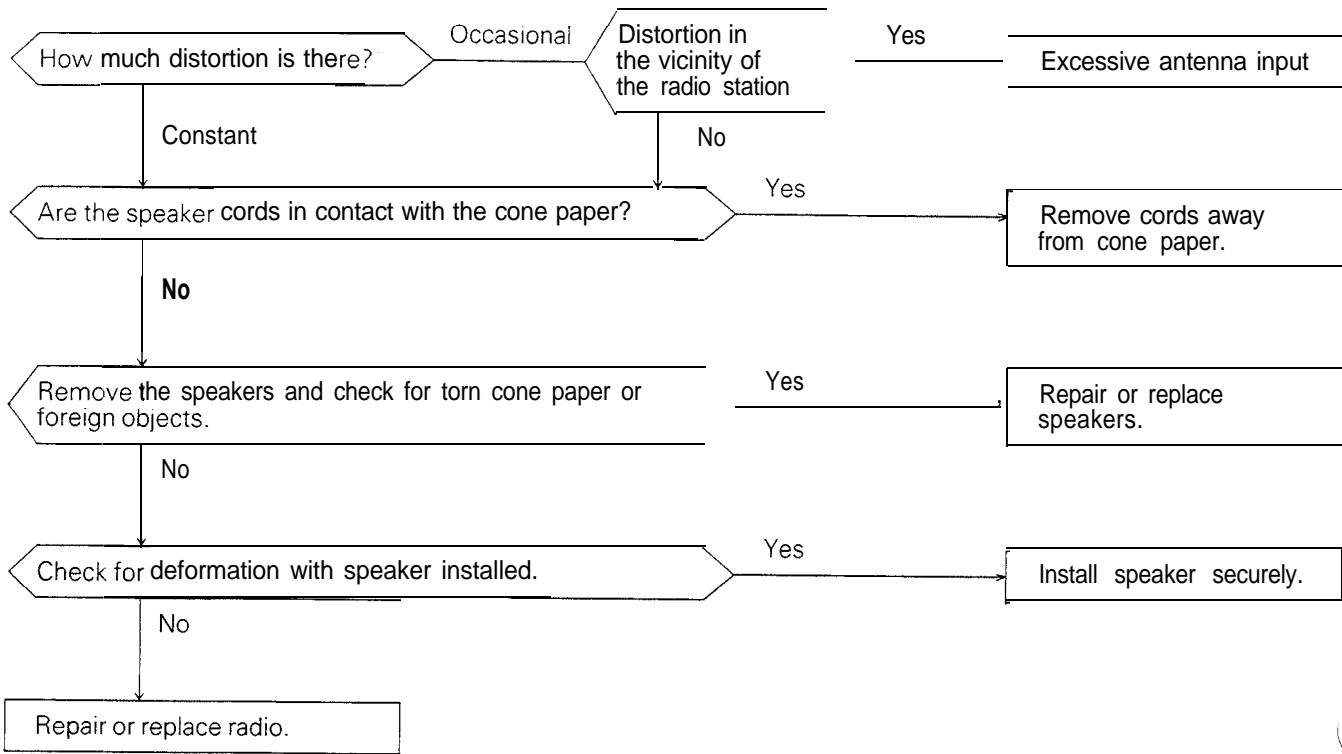 How much distortion is there?
Occasional
Distortion in
the vicinity of
the radio station
Yes
Excessive antenna input
Constant
No
Are the speaker cords in contact with the cone paper?
Yes
Remove cords away
from cone paper.
No
Remove the speakers and check for torn cone paper or
foreign objects.
Yes
Repair or replace
speakers.
No
Check for deformation with speaker installed.
Yes
Install speaker securely.
No
Repair or replace radio.